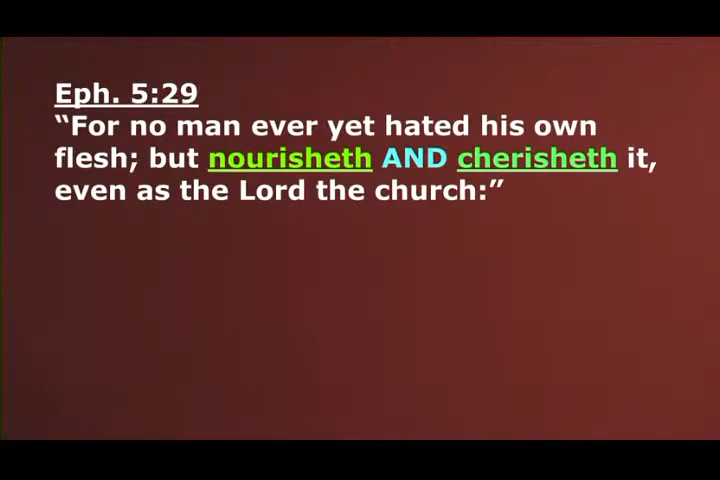 Eph. 5:29
“For no man ever yet hated his own
flesh; but nourisheth AND cherisheth it,
even as the Lord the church:”